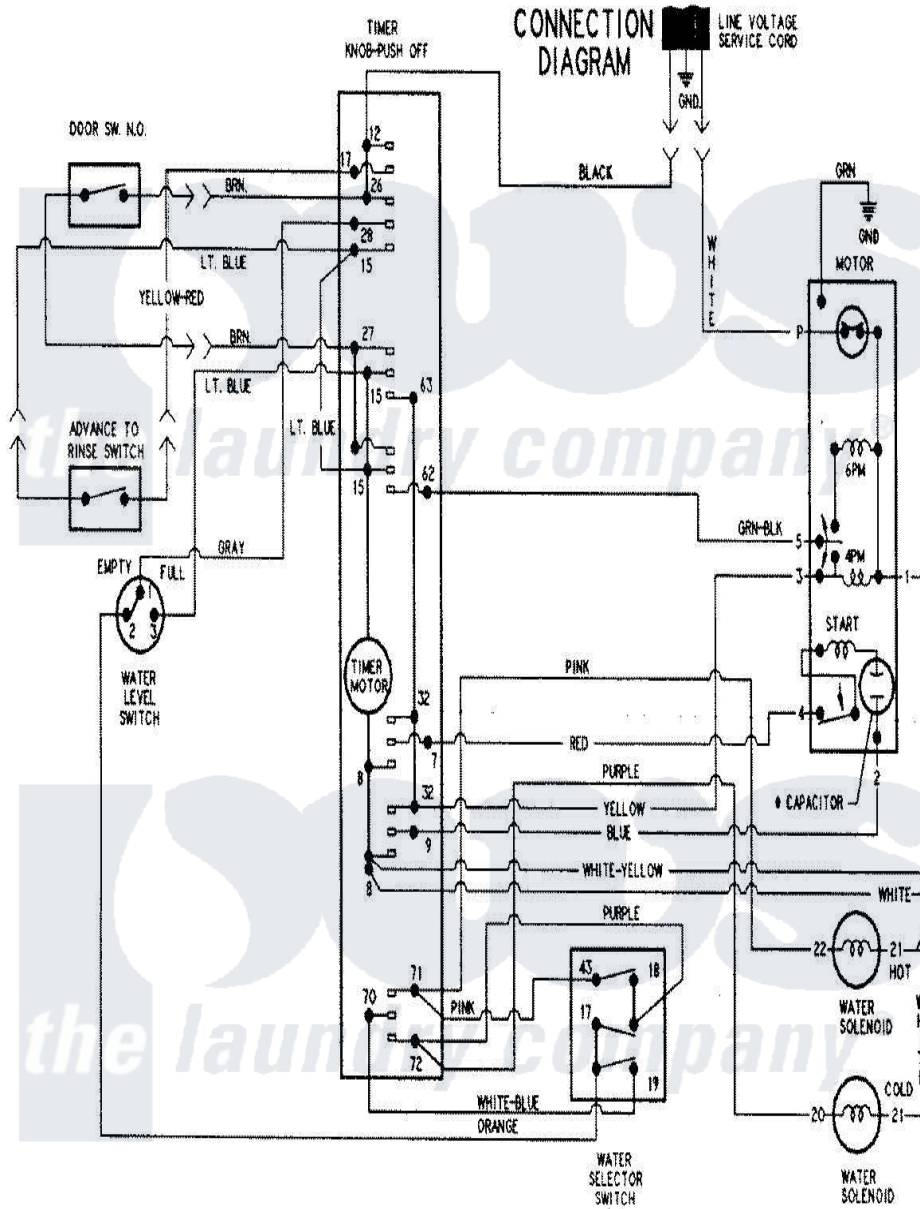 CONNECTION
DIAGRAM
LINE VOLTAGE
SERVICE CORD
GND.
TIMER
KNOB-PUSH OFF
DOOR SW. N.O.
12
17
BRN.
26
BLACK
GRN
GND
28
15
LT. BLUE
WHITE
MOTOR
YELLOW-RED
BRN.
27
P
LT. BLUE
15
63
LT. BLUE
ADVANCE TO
RINSE SWITCH
6PM
15
62
GRN-BLK
5
4PM
EMPTY
FULL
GRAY
3
1
1
2
3
START
WATER
LEVEL
SWITCH
TIMER
MOTOR
PINK
32
4
7
RED
8
PURPLE
2
32
YELLOW
CAPACITOR
BLUE
9
WHITE-YELLOW
8
WHITE
PURPLE
22
21
HOT
43
18
71
70
PINK
17
WATER
SOLENOID
72
19
COLD
WHITE-BLUE
20
21
ORANGE
WATER
SELECTOR
SWITCH
WATER
SOLENOID
the laundry company®
the laundry company®